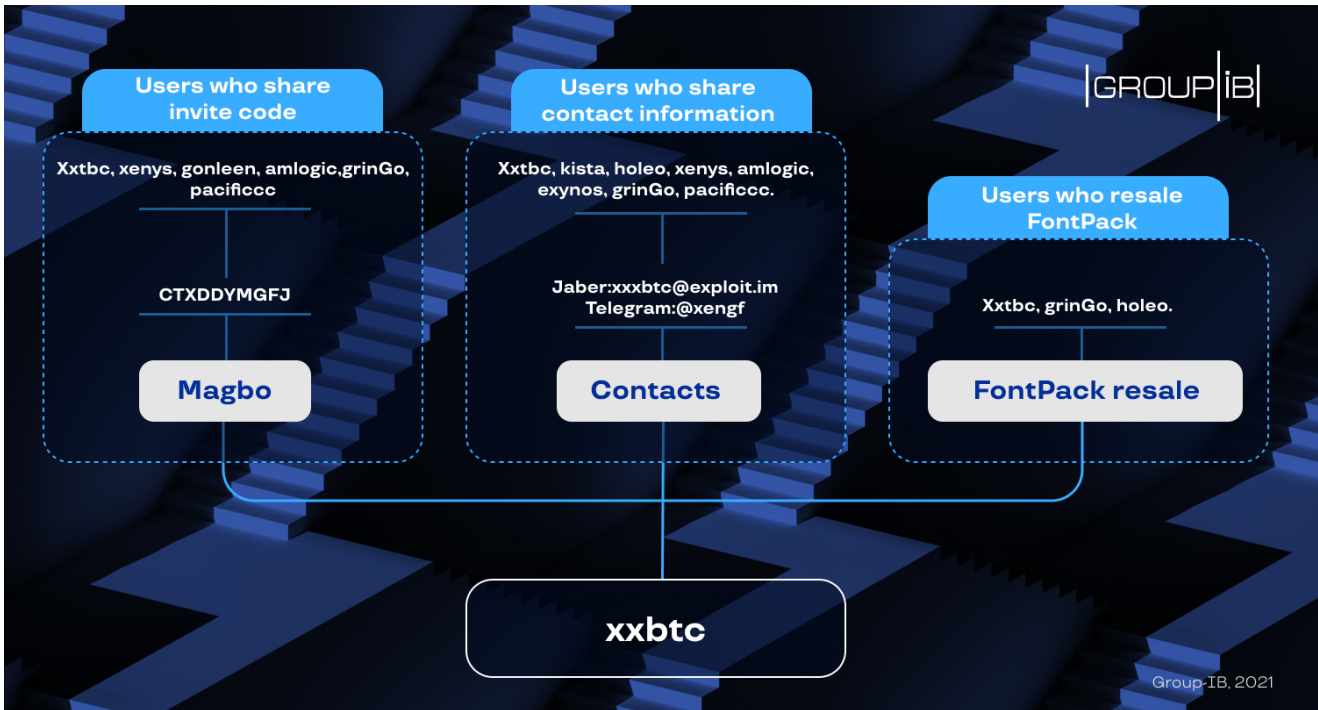 Users who share
invite code
Xxtbc, xenys, gonleen, amlogic,grinGo,
pacificcc
CTXDDYMGFJ
Magbo
Users who share
contact information
Xxtbc, kista, holeo, xenys, amlogic,
exynos, grinGo, pacificcc.
Jaber:xxxbtc@exploit.im
Telegram:@xengf
Contacts
GROUP|iB
Users who resale
FontPack
Xxtbc, grinGo, holeo.
FontPack resale
xxbtc
Group-IB, 2021